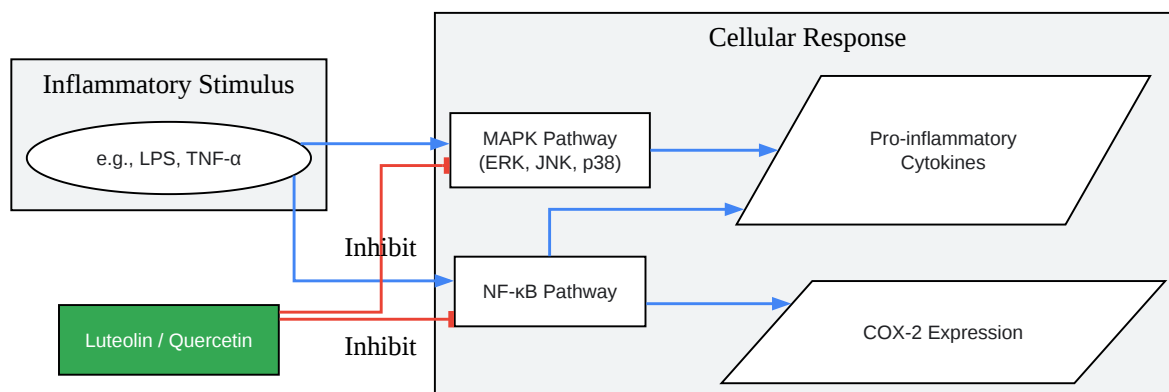 Cellular Response
Inflammatory Stimulus
e.g., LPS, TNF-α
MAPK Pathway
(ERK, JNK, p38)
Pro-inflammatory
Cytokines
Inhibit
NF-κB Pathway
Luteolin / Quercetin
Inhibit
COX-2 Expression